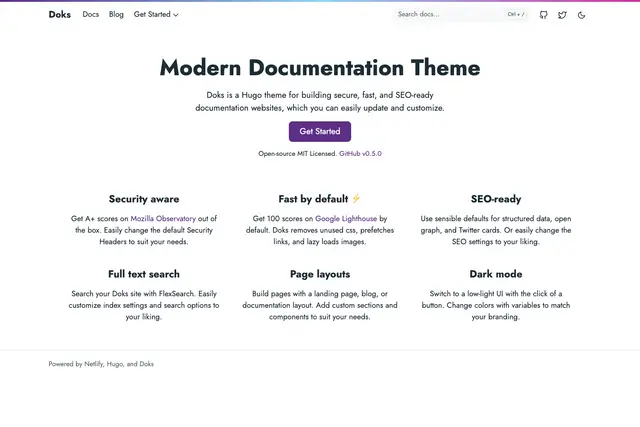 Doks Docs Blog Get Started Search docs... Ctrl + /
Modern Documentation Theme
Doks is a Hugo theme for building secure, fast, and SEO-ready
documentation websites, which you can easily update and customize.
Get Started
Open-source MIT Licensed. GitHub v0.5.0
Security aware
Get A+ scores on Mozilla Observatory out of
the box. Easily change the default Security
Headers to suit your needs.
Fast by default ⚡
Get 100 scores on Google Lighthouse by
default. Doks removes unused css, prefetches
links, and lazy loads images.
SEO-ready
Use sensible defaults for structured data, open
graph, and Twitter cards. Or easily change the
SEO settings to your liking.
Full text search
Search your Doks site with FlexSearch. Easily
customize index settings and search options to
your liking.
Page layouts
Build pages with a landing page, blog, or
documentation layout. Add custom sections and
components to suit your needs.
Dark mode
Switch to a low-light UI with the click of a
button. Change colors with variables to match
your branding.
Powered by Netlify, Hugo, and Doks